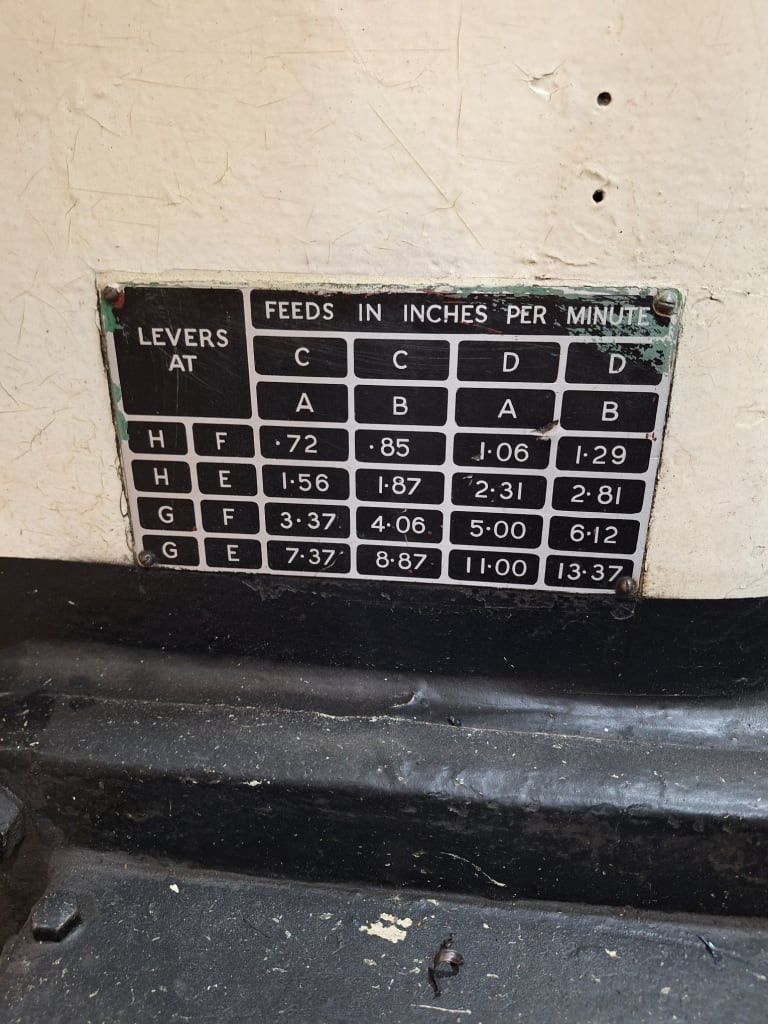 LEVERS AT
FEEDS IN INCHES PER MINUTE
C C D D
A B A B
H F ·72 ·85 1·06 1·29
H E 1·56 1·87 2·31 2·81
G F 3·37 4·06 5·00 6·12
G E 7·37 8·87 11·00 13·37